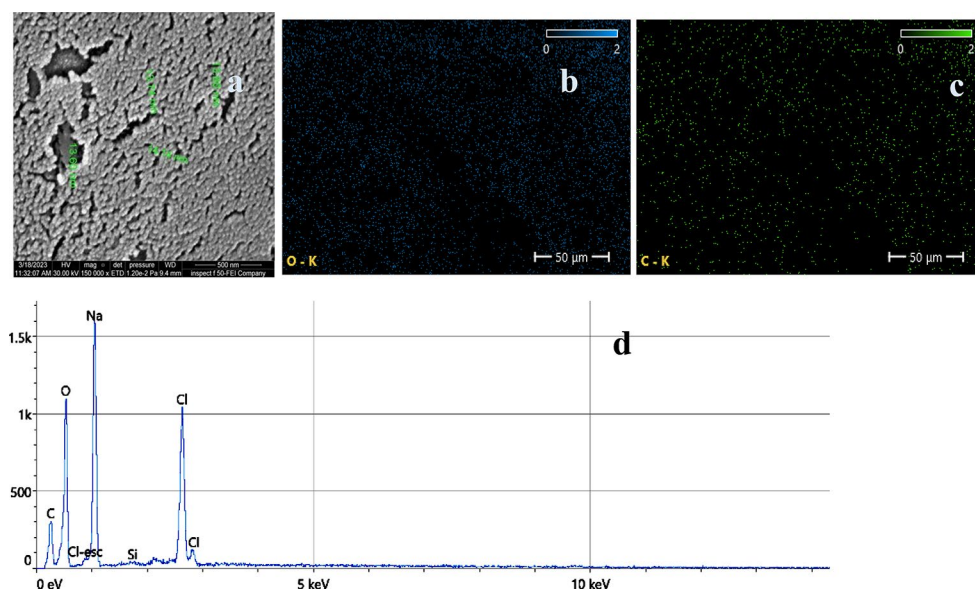 a
3/18/2023 HV mag det pressure WD 500 nm
11:32:07 AM 30.00 kV 150 000 x ETD 1.20e-2 Pa 9.4 mm inspect f 50-FEI Company
0 2
b
O - K 50 µm
0 2
c
C - K 50 µm
d
1.5k
1k
500
0
C
O
Na
Cl-esc
Si
Cl
Cl
0 eV 5 keV 10 keV